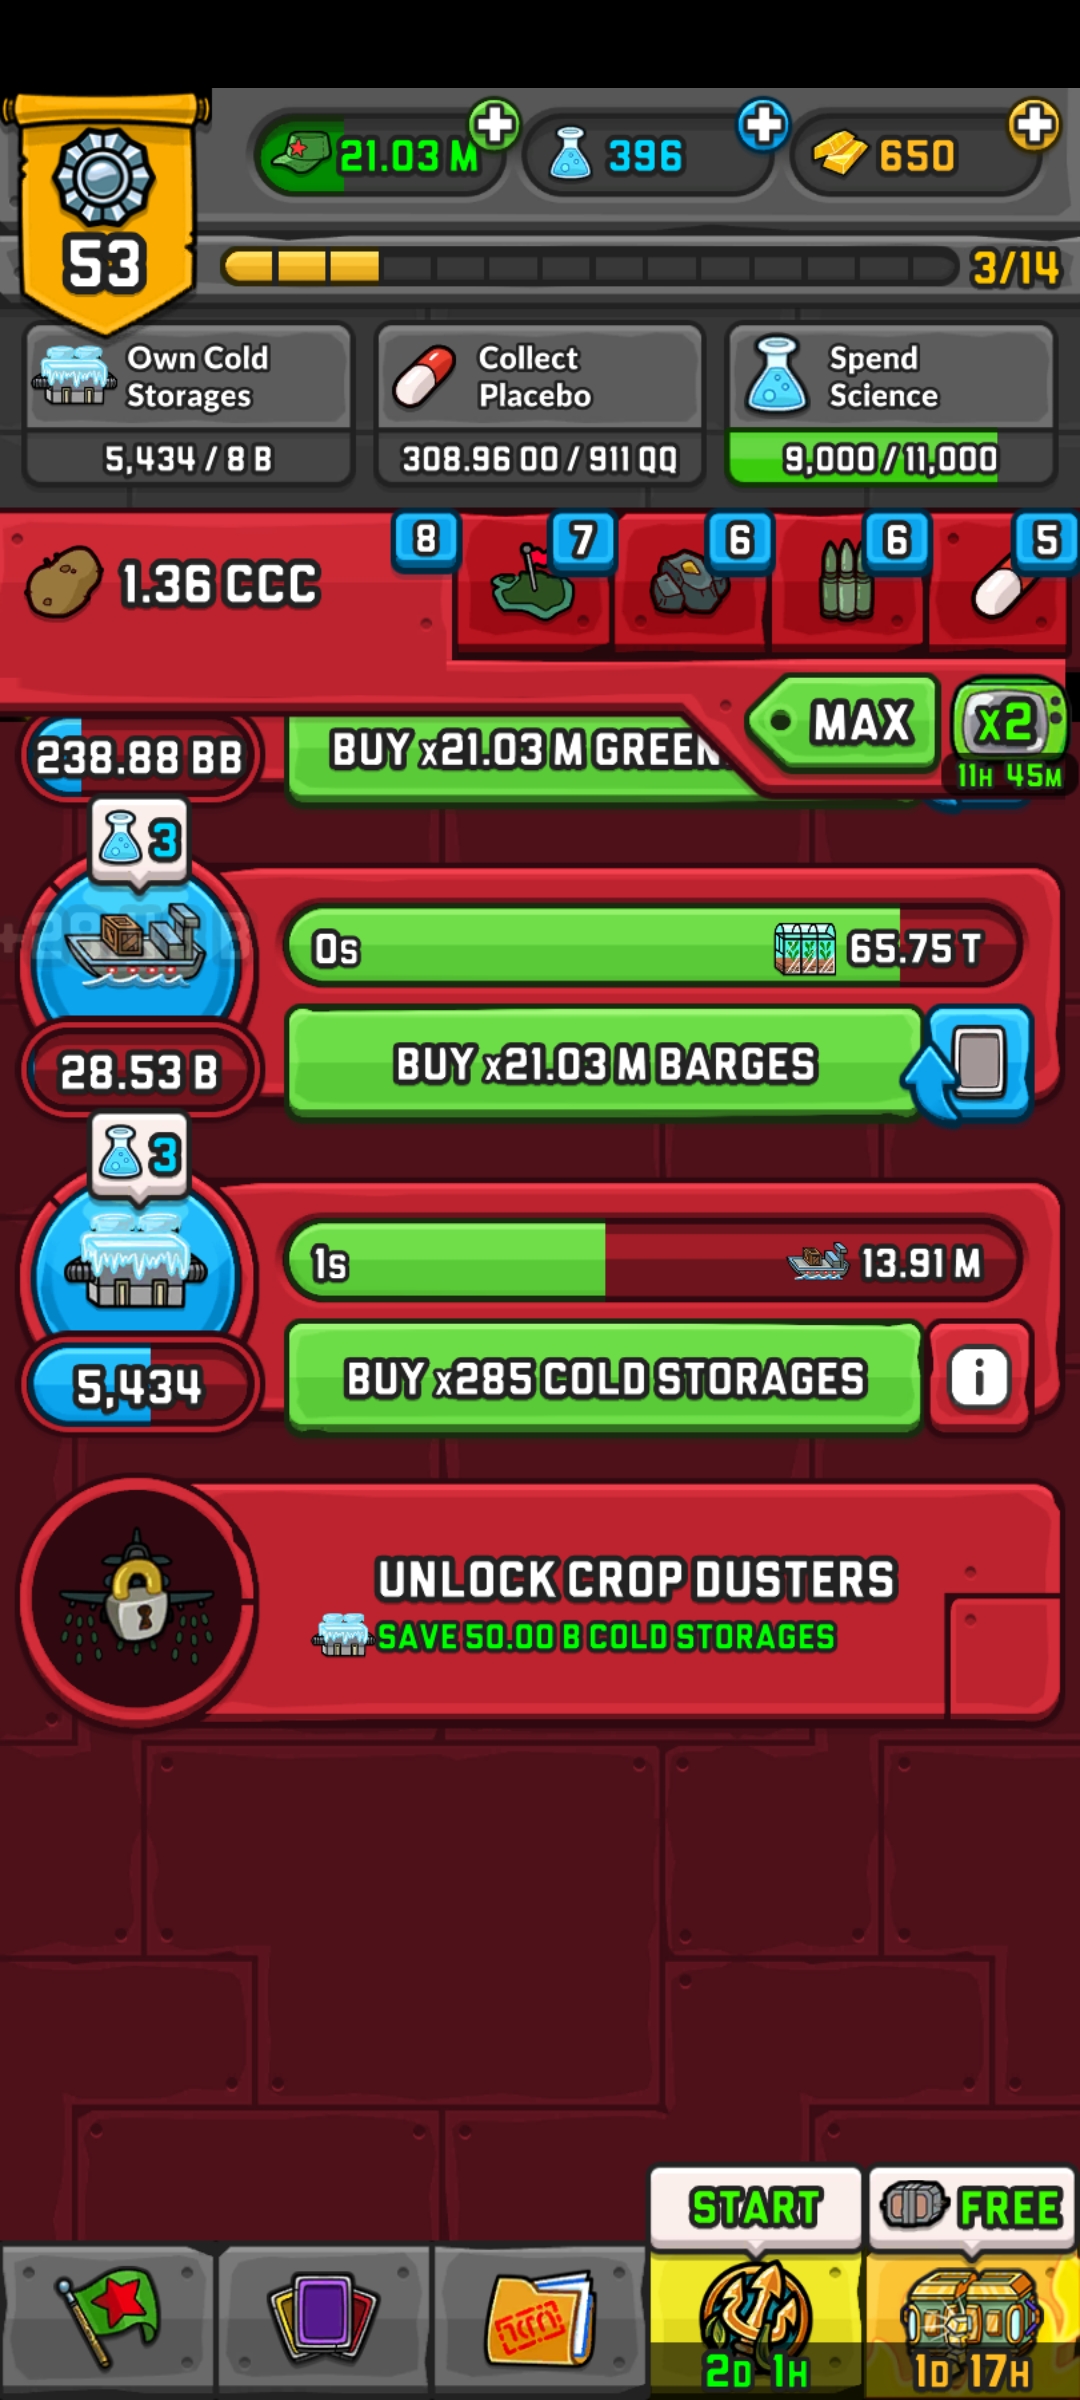 21.03 M
396
650
53
3/14
Own Cold
Storages
5,434 / 8 B
Collect
Placebo
308.96 OO / 911 QQ
Spend
Science
9,000 / 11,000
1.36 CCC
8
7
6
6
5
MAX
x2
11H 45M
238.88 BB
BUY x21.03 M GREEN
3
0s
65.75 T
28.53 B
BUY x21.03 M BARGES
3
1s
13.91 M
5,434
BUY x285 COLD STORAGES
i
UNLOCK CROP DUSTERS
SAVE 50.00 B COLD STORAGES
START
FREE
2D 1H
1D 17H